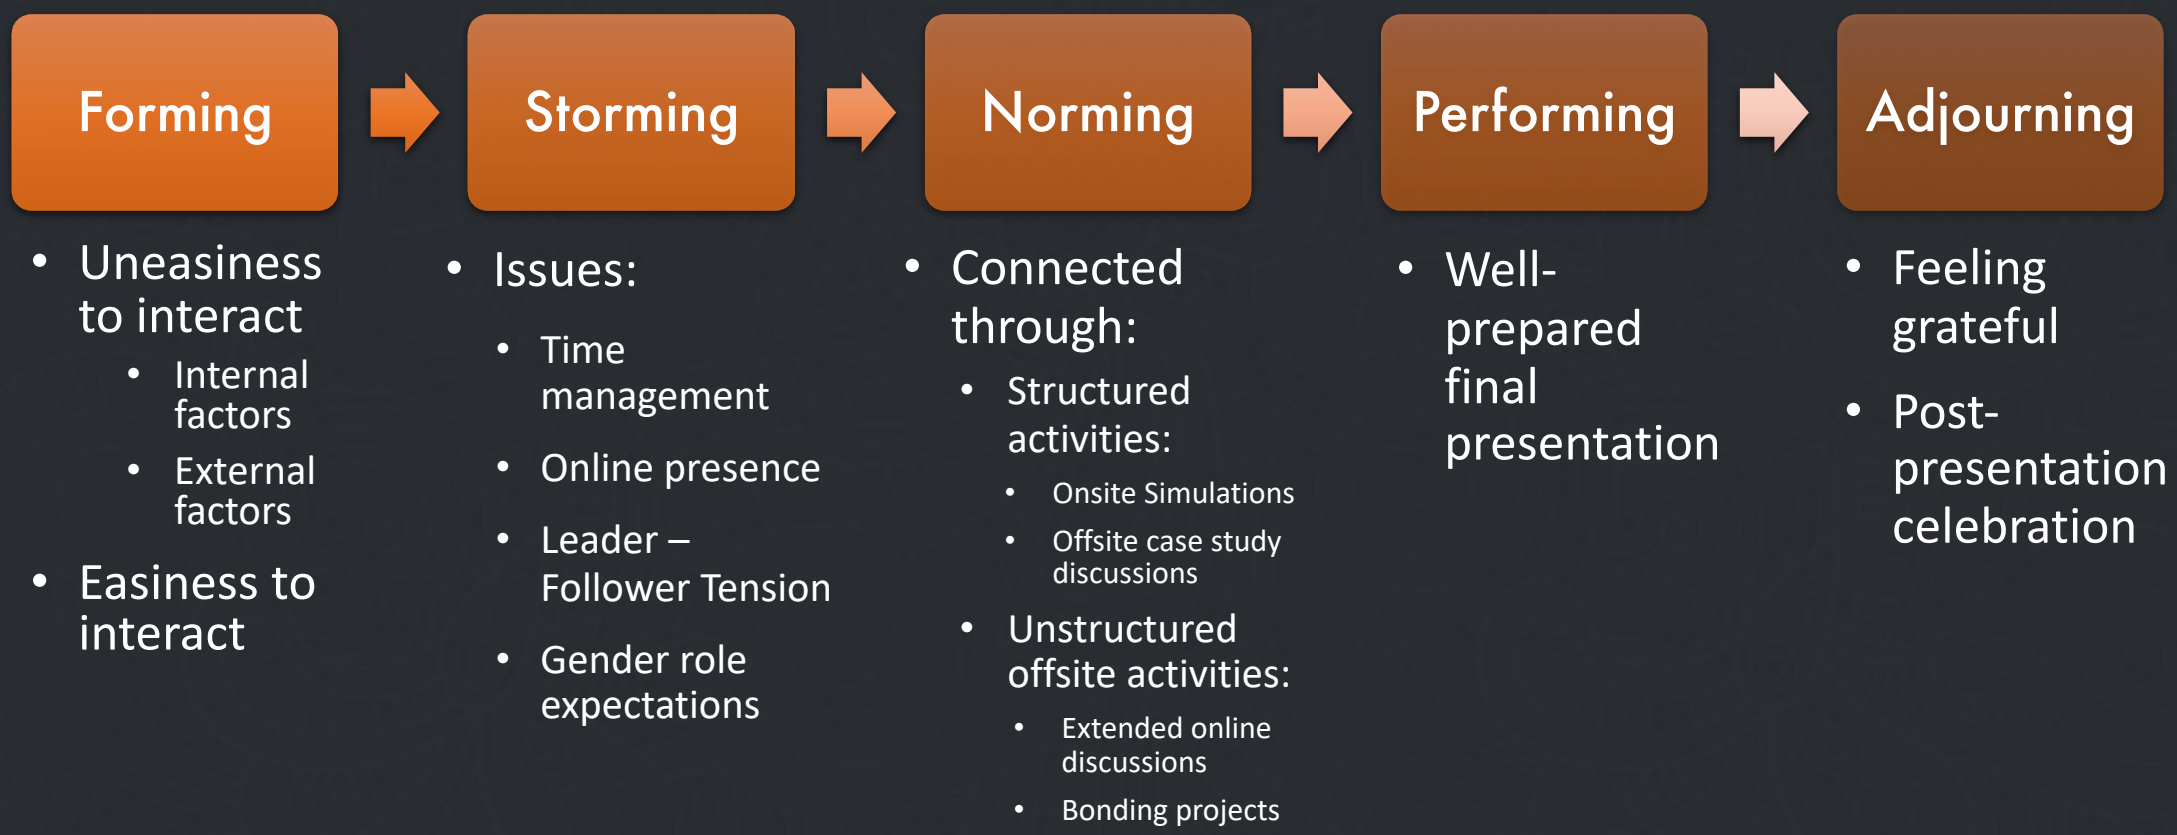 Forming
Storming
Norming
Performing
Adjourning
• Uneasiness
to interact
• Internal
factors
• External
factors
• Easiness to
interact
• Issues:
• Time
management
• Online presence
• Leader –
Follower Tension
• Gender role
expectations
• Connected
through:
• Structured
activities:
• Onsite Simulations
• Offsite case study
discussions
• Unstructured
offsite activities:
• Extended online
discussions
• Bonding projects
• Well-
prepared
final
presentation
• Feeling
grateful
• Post-
presentation
celebration